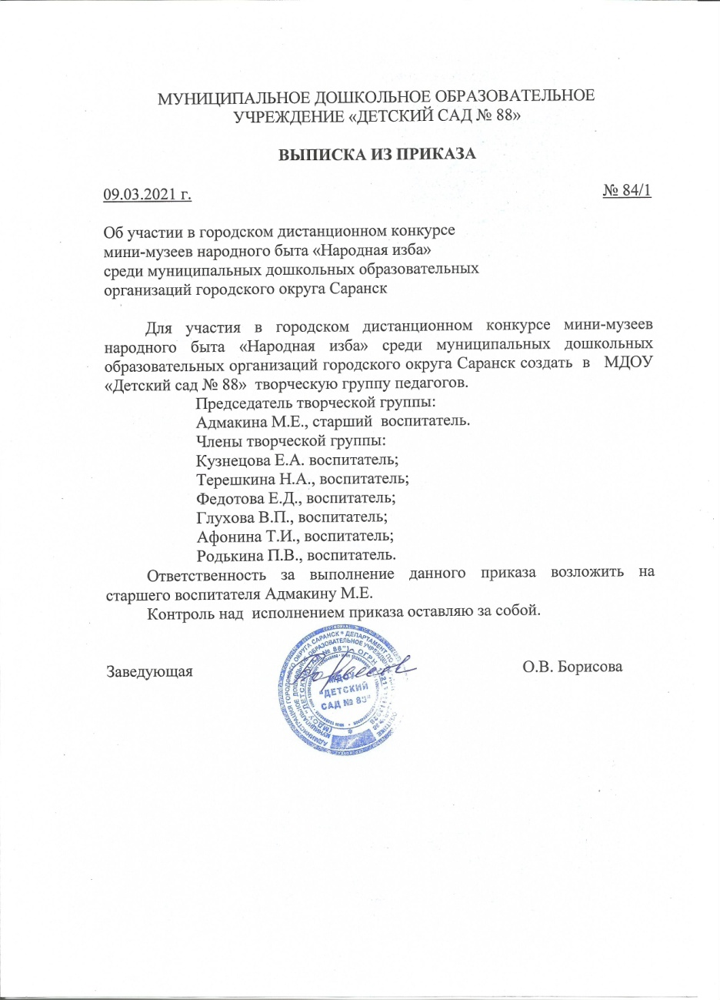 МУНИЦИПАЛЬНОЕ ДОШКОЛЬНОЕ ОБРАЗОВАТЕЛЬНОЕ
УЧРЕЖДЕНИЕ «ДЕТСКИЙ САД № 88»
ВЫПИСКА ИЗ ПРИКАЗА
09.03.2021 г. № 84/1
Об участии в городском дистанционном конкурсе
мини-музеев народного быта «Народная изба»
среди муниципальных дошкольных образовательных
организаций городского округа Саранск
Для участия в городском дистанционном конкурсе мини-музеев
народного быта «Народная изба» среди муниципальных дошкольных
образовательных организаций городского округа Саранск создать в МДОУ
«Детский сад № 88» творческую группу педагогов.
Председатель творческой группы:
Адмакина М.Е., старший воспитатель.
Члены творческой группы:
Кузнецова Е.А. воспитатель;
Терешкина Н.А., воспитатель;
Федотова Е.Д., воспитатель;
Глухова В.П., воспитатель;
Афонина Т.И., воспитатель;
Родькина П.В., воспитатель.
Ответственность за выполнение данного приказа возложить на
старшего воспитателя Адмакину М.Е.
Контроль над исполнением приказа оставляю за собой.
Заведующая О.В. Борисова
МДОУ
"ДЕТСКИЙ
САД № 88"